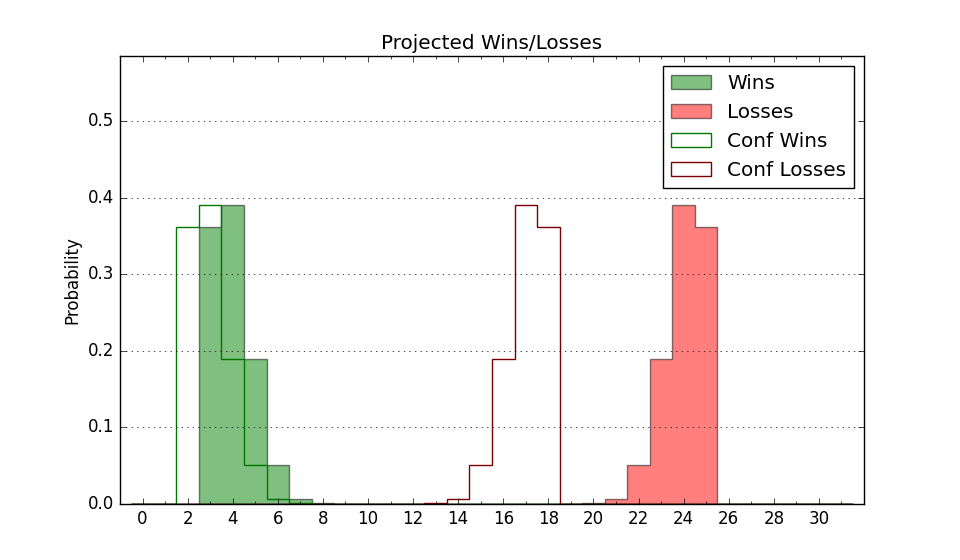 Projected Wins/Losses
Wins
Losses
Conf Wins
Conf Losses
Probability
0.5
0.4
0.3
0.2
0.1
0.0
0 2 4 6 8 10 12 14 16 18 20 22 24 26 28 30